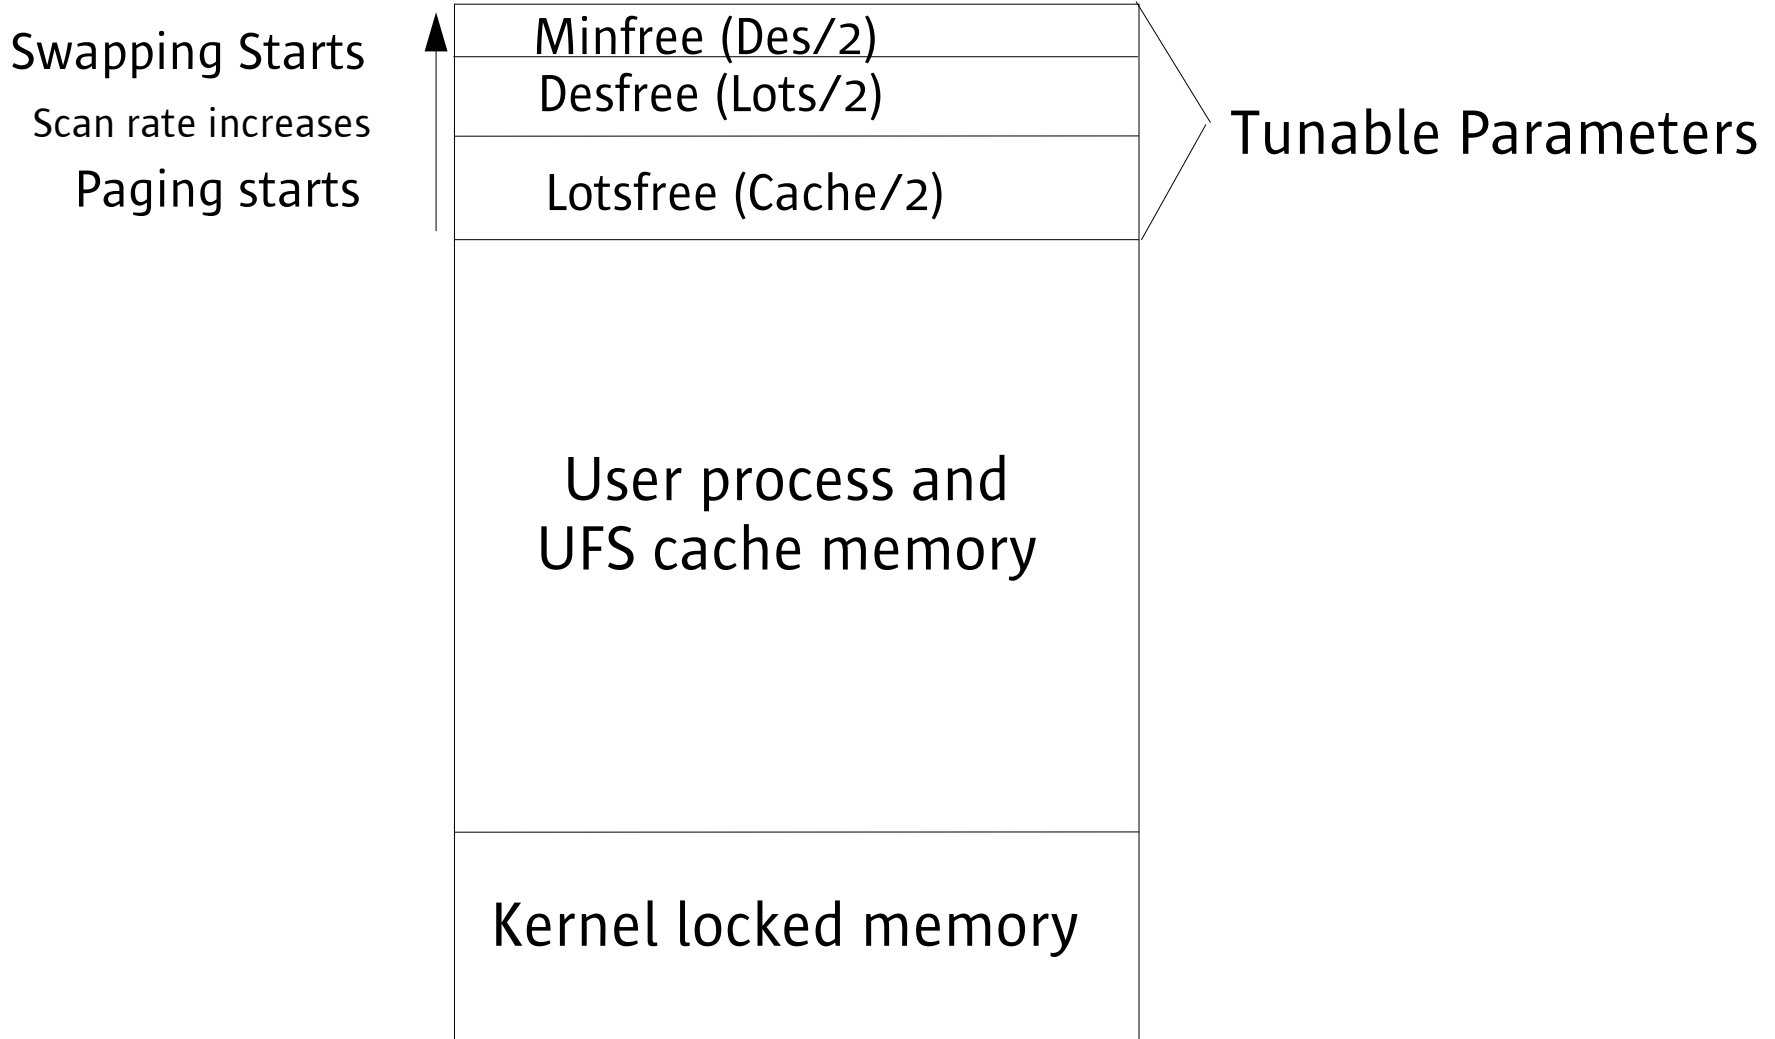 Swapping Starts
Scan rate increases
Paging starts
Minfree (Des/2)
Desfree (Lots/2)
Lotsfree (Cache/2)
Tunable Parameters
User process and
UFS cache memory
Kernel locked memory